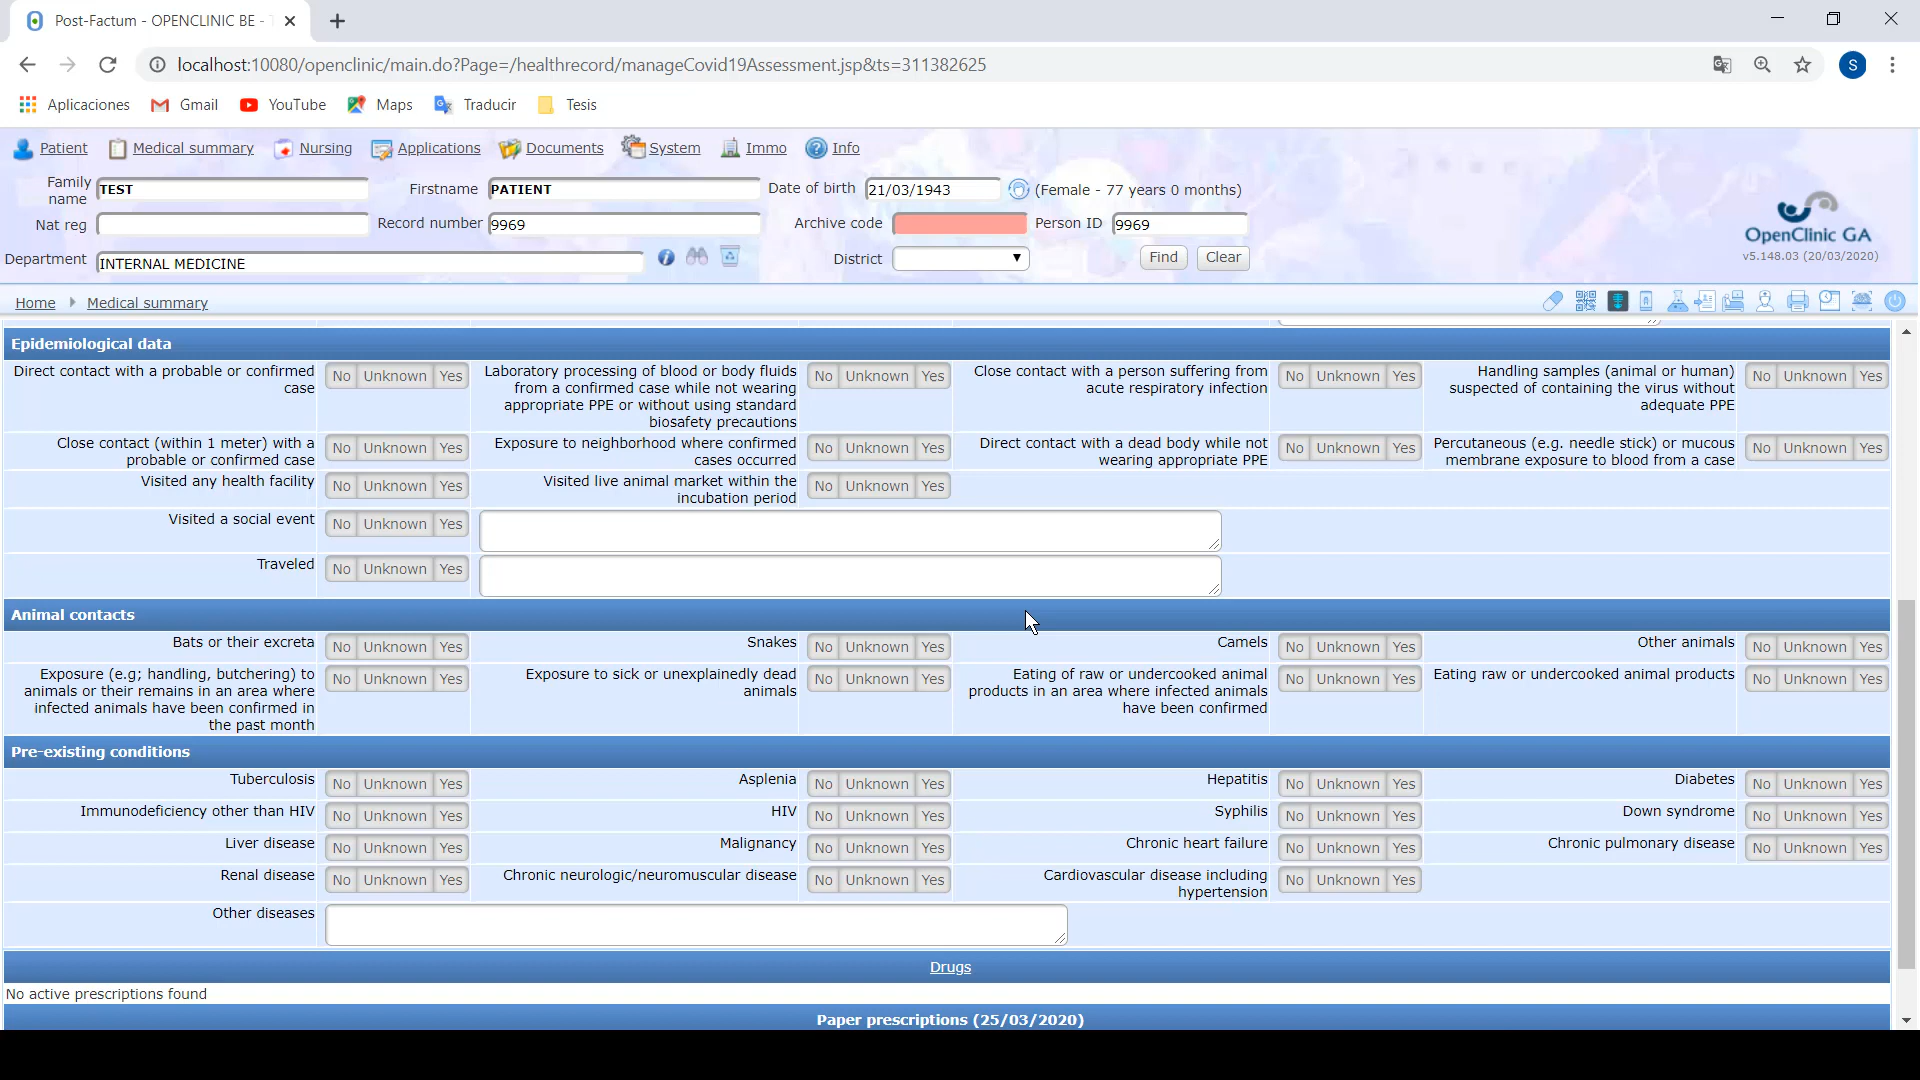 Post-Factum - OPENCLINIC BE -
localhost:10080/openclinic/main.do?Page=/healthrecord/manageCovid19Assessment.jsp&ts=311382625
S
Aplicaciones Gmail YouTube Maps Traducir Tesis
Patient Medical summary Nursing Applications Documents System Immo Info
Family name TEST Firstname PATIENT Date of birth 21/03/1943 (Female - 77 years 0 months)
Nat reg Record number 9969 Archive code Person ID 9969
Department INTERNAL MEDICINE District Find Clear
OpenClinic GA
v5.148.03 (20/03/2020)
Home Medical summary
Epidemiological data
Direct contact with a probable or confirmed case No Unknown Yes
Laboratory processing of blood or body fluids from a confirmed case while not wearing appropriate PPE or without using standard biosafety precautions No Unknown Yes
Close contact with a person suffering from acute respiratory infection No Unknown Yes
Handling samples (animal or human) suspected of containing the virus without adequate PPE No Unknown Yes
Close contact (within 1 meter) with a probable or confirmed case No Unknown Yes
Exposure to neighborhood where confirmed cases occurred No Unknown Yes
Direct contact with a dead body while not wearing appropriate PPE No Unknown Yes
Percutaneous (e.g. needle stick) or mucous membrane exposure to blood from a case No Unknown Yes
Visited any health facility No Unknown Yes
Visited live animal market within the incubation period No Unknown Yes
Visited a social event No Unknown Yes
Traveled No Unknown Yes
Animal contacts
Bats or their excreta No Unknown Yes
Snakes No Unknown Yes
Camels No Unknown Yes
Other animals No Unknown Yes
Exposure (e.g; handling, butchering) to animals or their remains in an area where infected animals have been confirmed in the past month No Unknown Yes
Exposure to sick or unexplainedly dead animals No Unknown Yes
Eating of raw or undercooked animal products in an area where infected animals have been confirmed No Unknown Yes
Eating raw or undercooked animal products No Unknown Yes
Pre-existing conditions
Tuberculosis No Unknown Yes Asplenia No Unknown Yes Hepatitis No Unknown Yes Diabetes No Unknown Yes
Immunodeficiency other than HIV No Unknown Yes HIV No Unknown Yes Syphilis No Unknown Yes Down syndrome No Unknown Yes
Liver disease No Unknown Yes Malignancy No Unknown Yes Chronic heart failure No Unknown Yes Chronic pulmonary disease No Unknown Yes
Renal disease No Unknown Yes Chronic neurologic/neuromuscular disease No Unknown Yes Cardiovascular disease including hypertension No Unknown Yes
Other diseases
Drugs
No active prescriptions found
Paper prescriptions (25/03/2020)